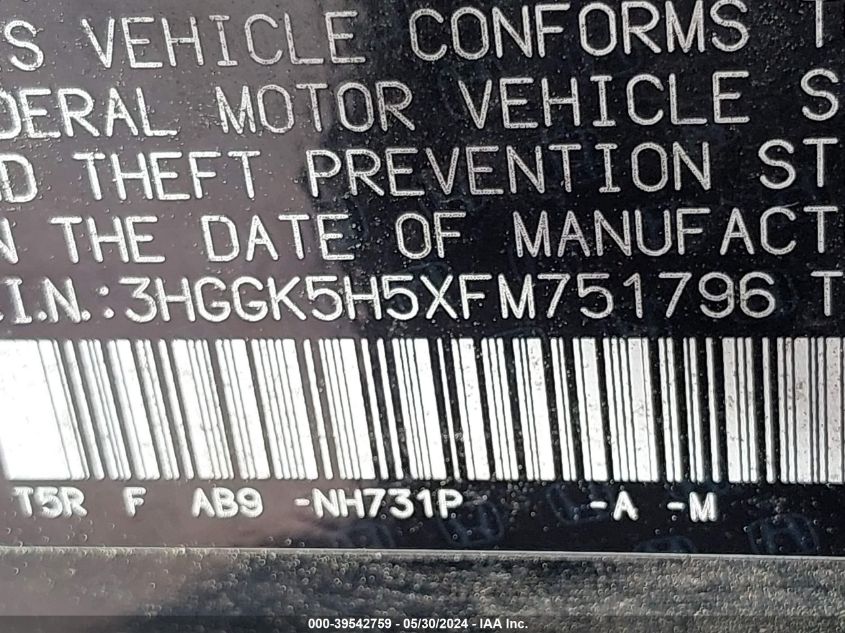 IS VEHICLE CONFORMS T
DERAL MOTOR VEHICLE S
D THEFT PREVENTION ST
N THE DATE OF MANUFACT
.I.N.:3HGGK5H5XFM751796 T
T5R F AB9 -NH731P -A -M
000-39542759 — 05/30/2024 — IAA Inc.